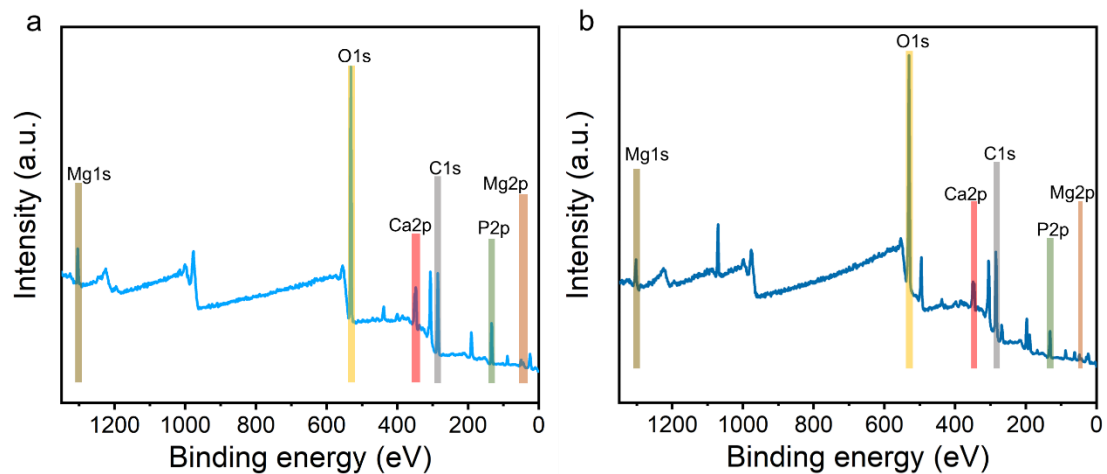 a
O1s
Mg1s
C1s
Mg2p
Ca2p
P2p
Intensity (a.u.)
1200 1000 800 600 400 200 0
Binding energy (eV)
b
O1s
Mg1s
C1s
Mg2p
Ca2p
P2p
Intensity (a.u.)
1200 1000 800 600 400 200 0
Binding energy (eV)